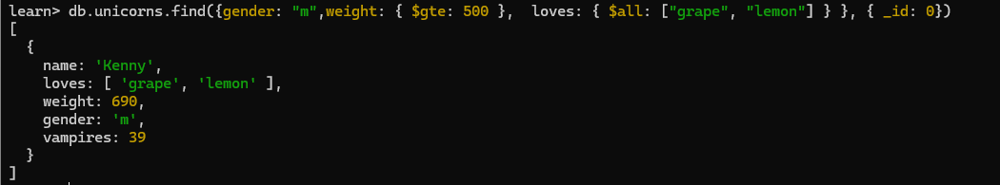 learn> db.unicorns.find({gender: "m",weight: { $gte: 500 },  loves: { $all: ["grape", "lemon"] } }, { _id: 0})
[
  {
    name: 'Kenny',
    loves: [ 'grape', 'lemon' ],
    weight: 690,
    gender: 'm',
    vampires: 39
  }
]